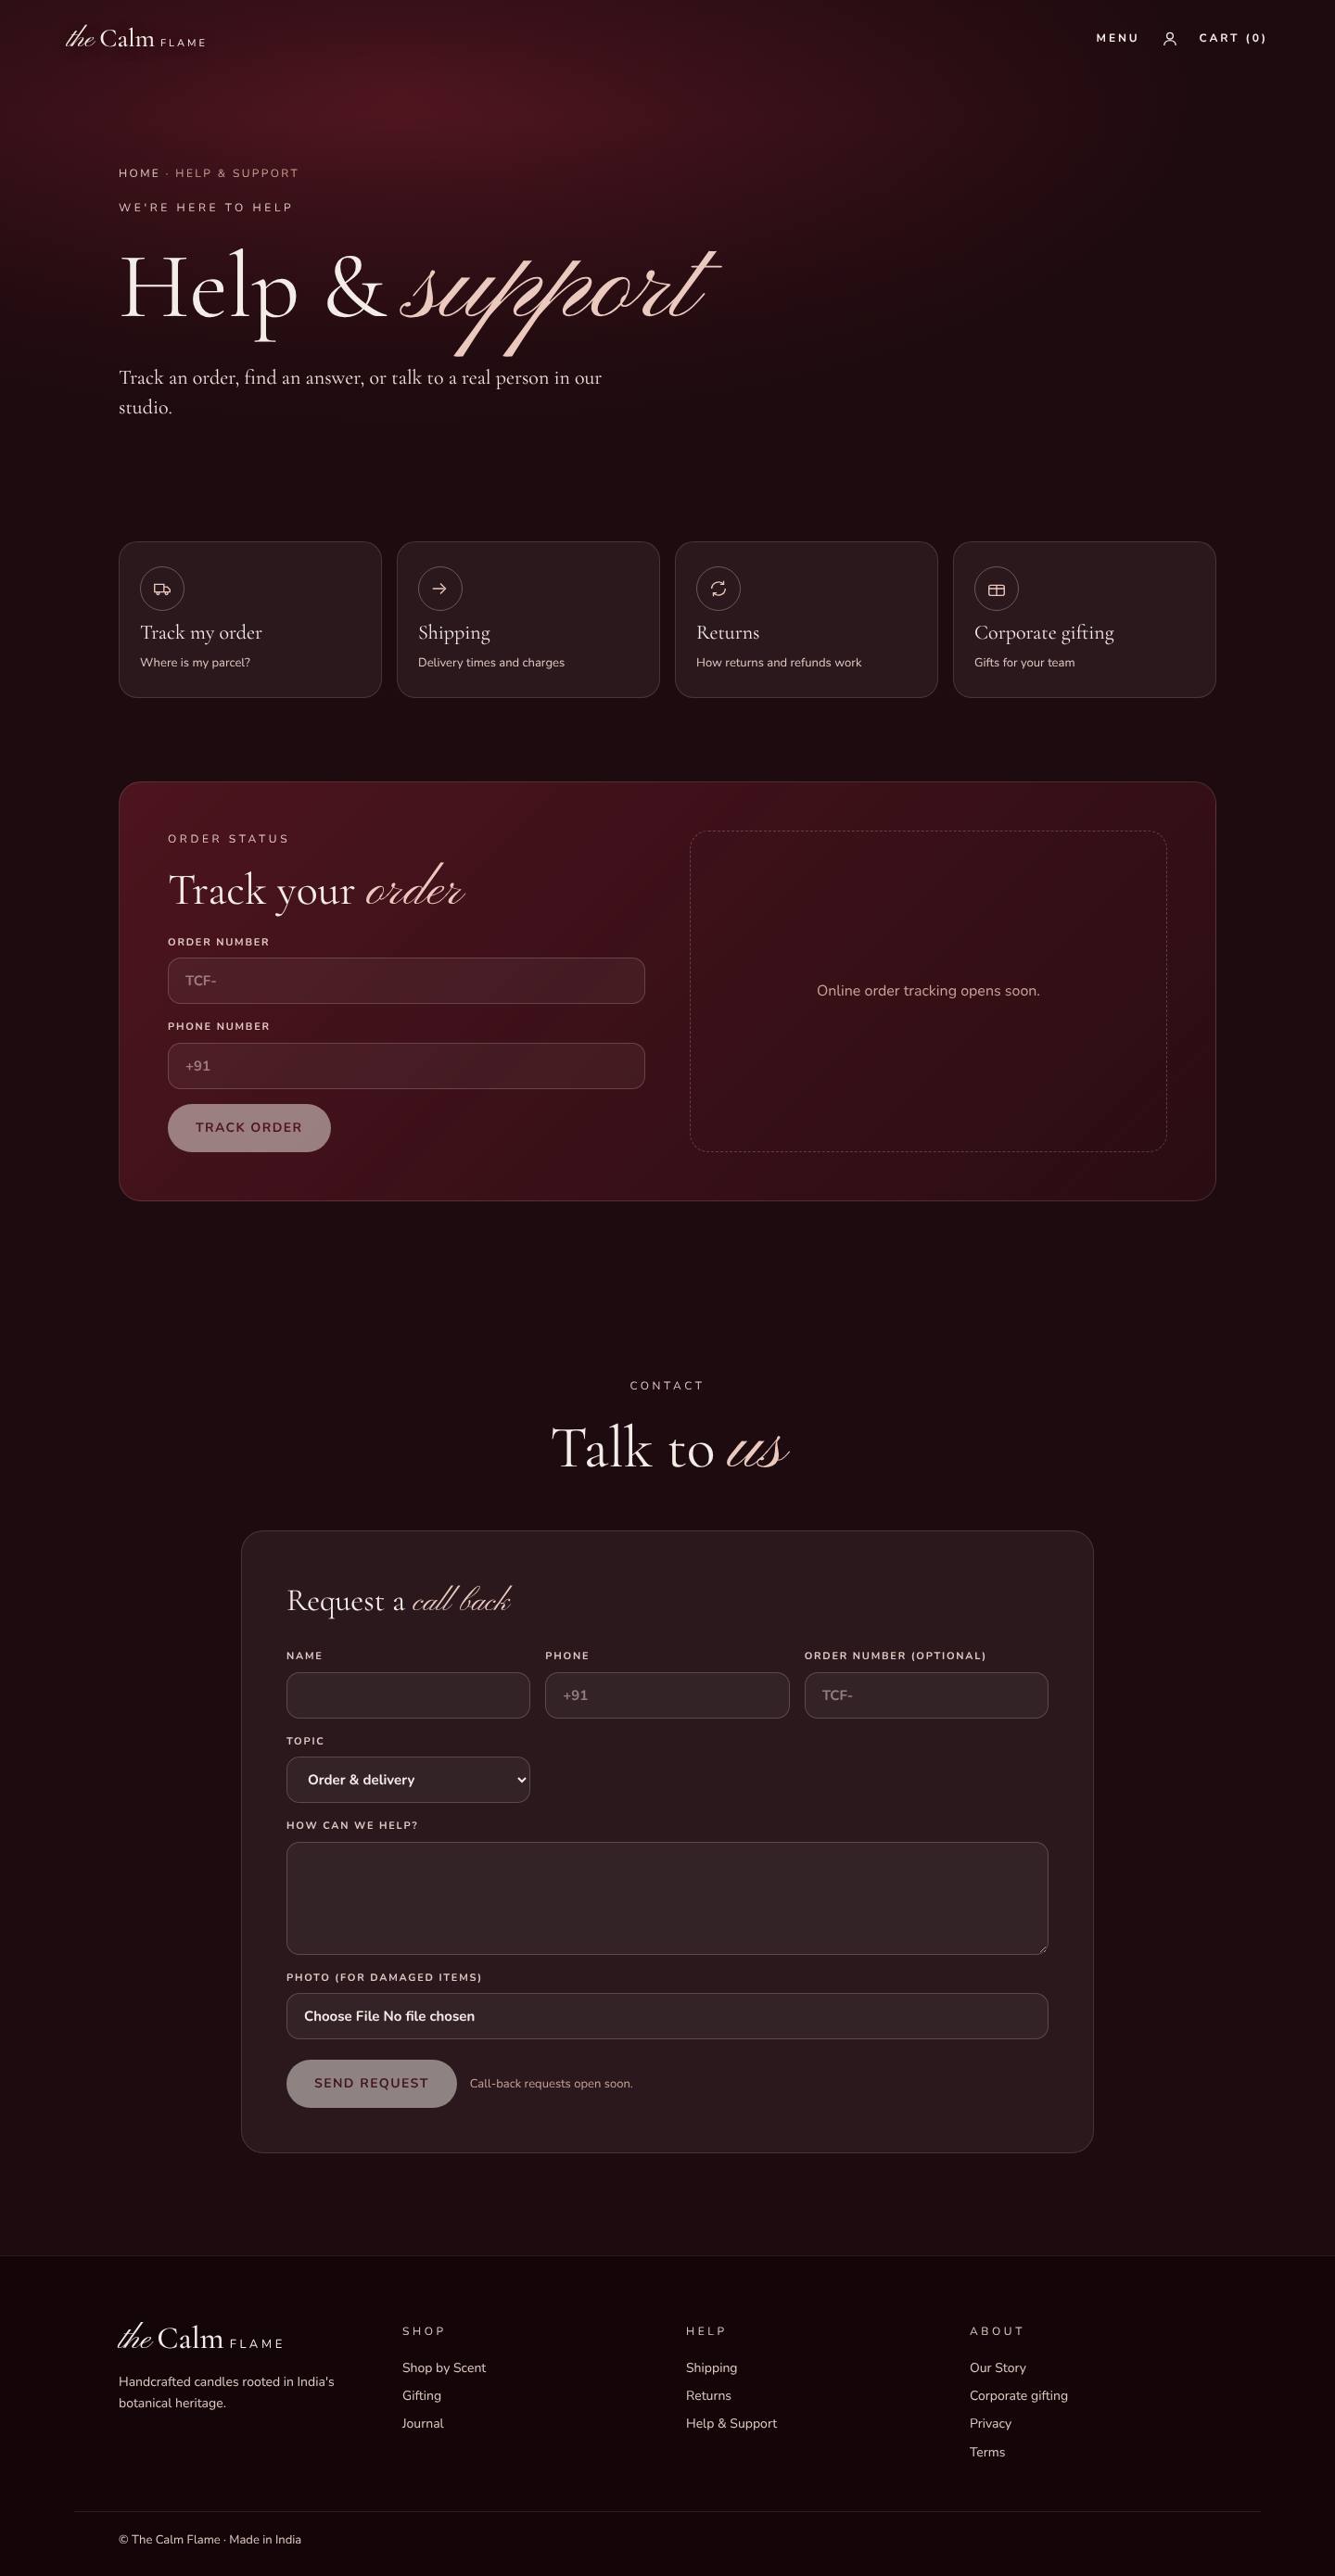 the Calm FLAME
MENU
CART (0)
HOME · HELP & SUPPORT
WE'RE HERE TO HELP
Help & support
Track an order, find an answer, or talk to a real person in our
studio.
Track my order
Where is my parcel?
Shipping
Delivery times and charges
Returns
How returns and refunds work
Corporate gifting
Gifts for your team
ORDER STATUS
Track your order
ORDER NUMBER
TCF-
PHONE NUMBER
+91
TRACK ORDER
Online order tracking opens soon.
CONTACT
Talk to us
Request a call back
NAME
PHONE
+91
ORDER NUMBER (OPTIONAL)
TCF-
TOPIC
Order & delivery
HOW CAN WE HELP?
PHOTO (FOR DAMAGED ITEMS)
Choose File No file chosen
SEND REQUEST
Call-back requests open soon.
the Calm FLAME
Handcrafted candles rooted in India's
botanical heritage.
SHOP
Shop by Scent
Gifting
Journal
HELP
Shipping
Returns
Help & Support
ABOUT
Our Story
Corporate gifting
Privacy
Terms
© The Calm Flame · Made in India